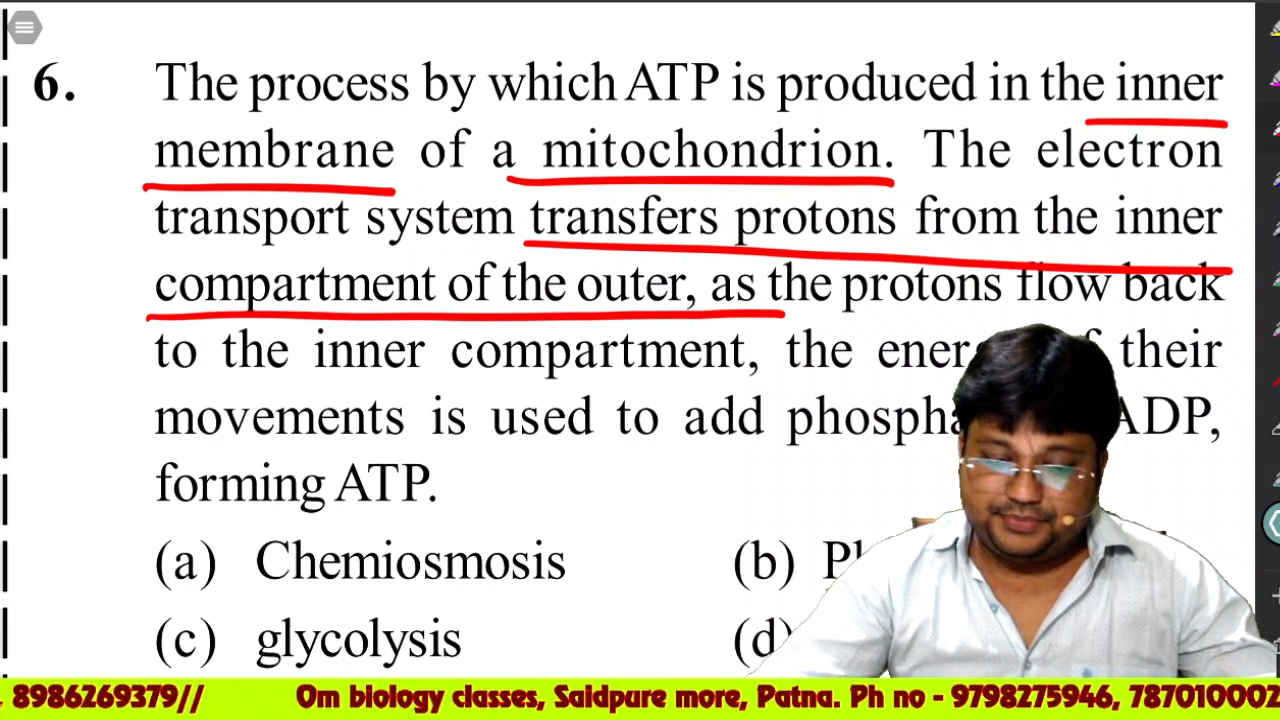 6. The process by which ATP is produced in the inner
membrane of a mitochondrion. The electron
transport system transfers protons from the inner
compartment of the outer, as the protons flow back
to the inner compartment, the their
movements is used to add ADP,
forming ATP.
(a) Chemiosmosis (b)
(c) glycolysis (d)
8986269379// Om biology classes, Saidpure more, Patna. Ph no - 9798275946, 787010002